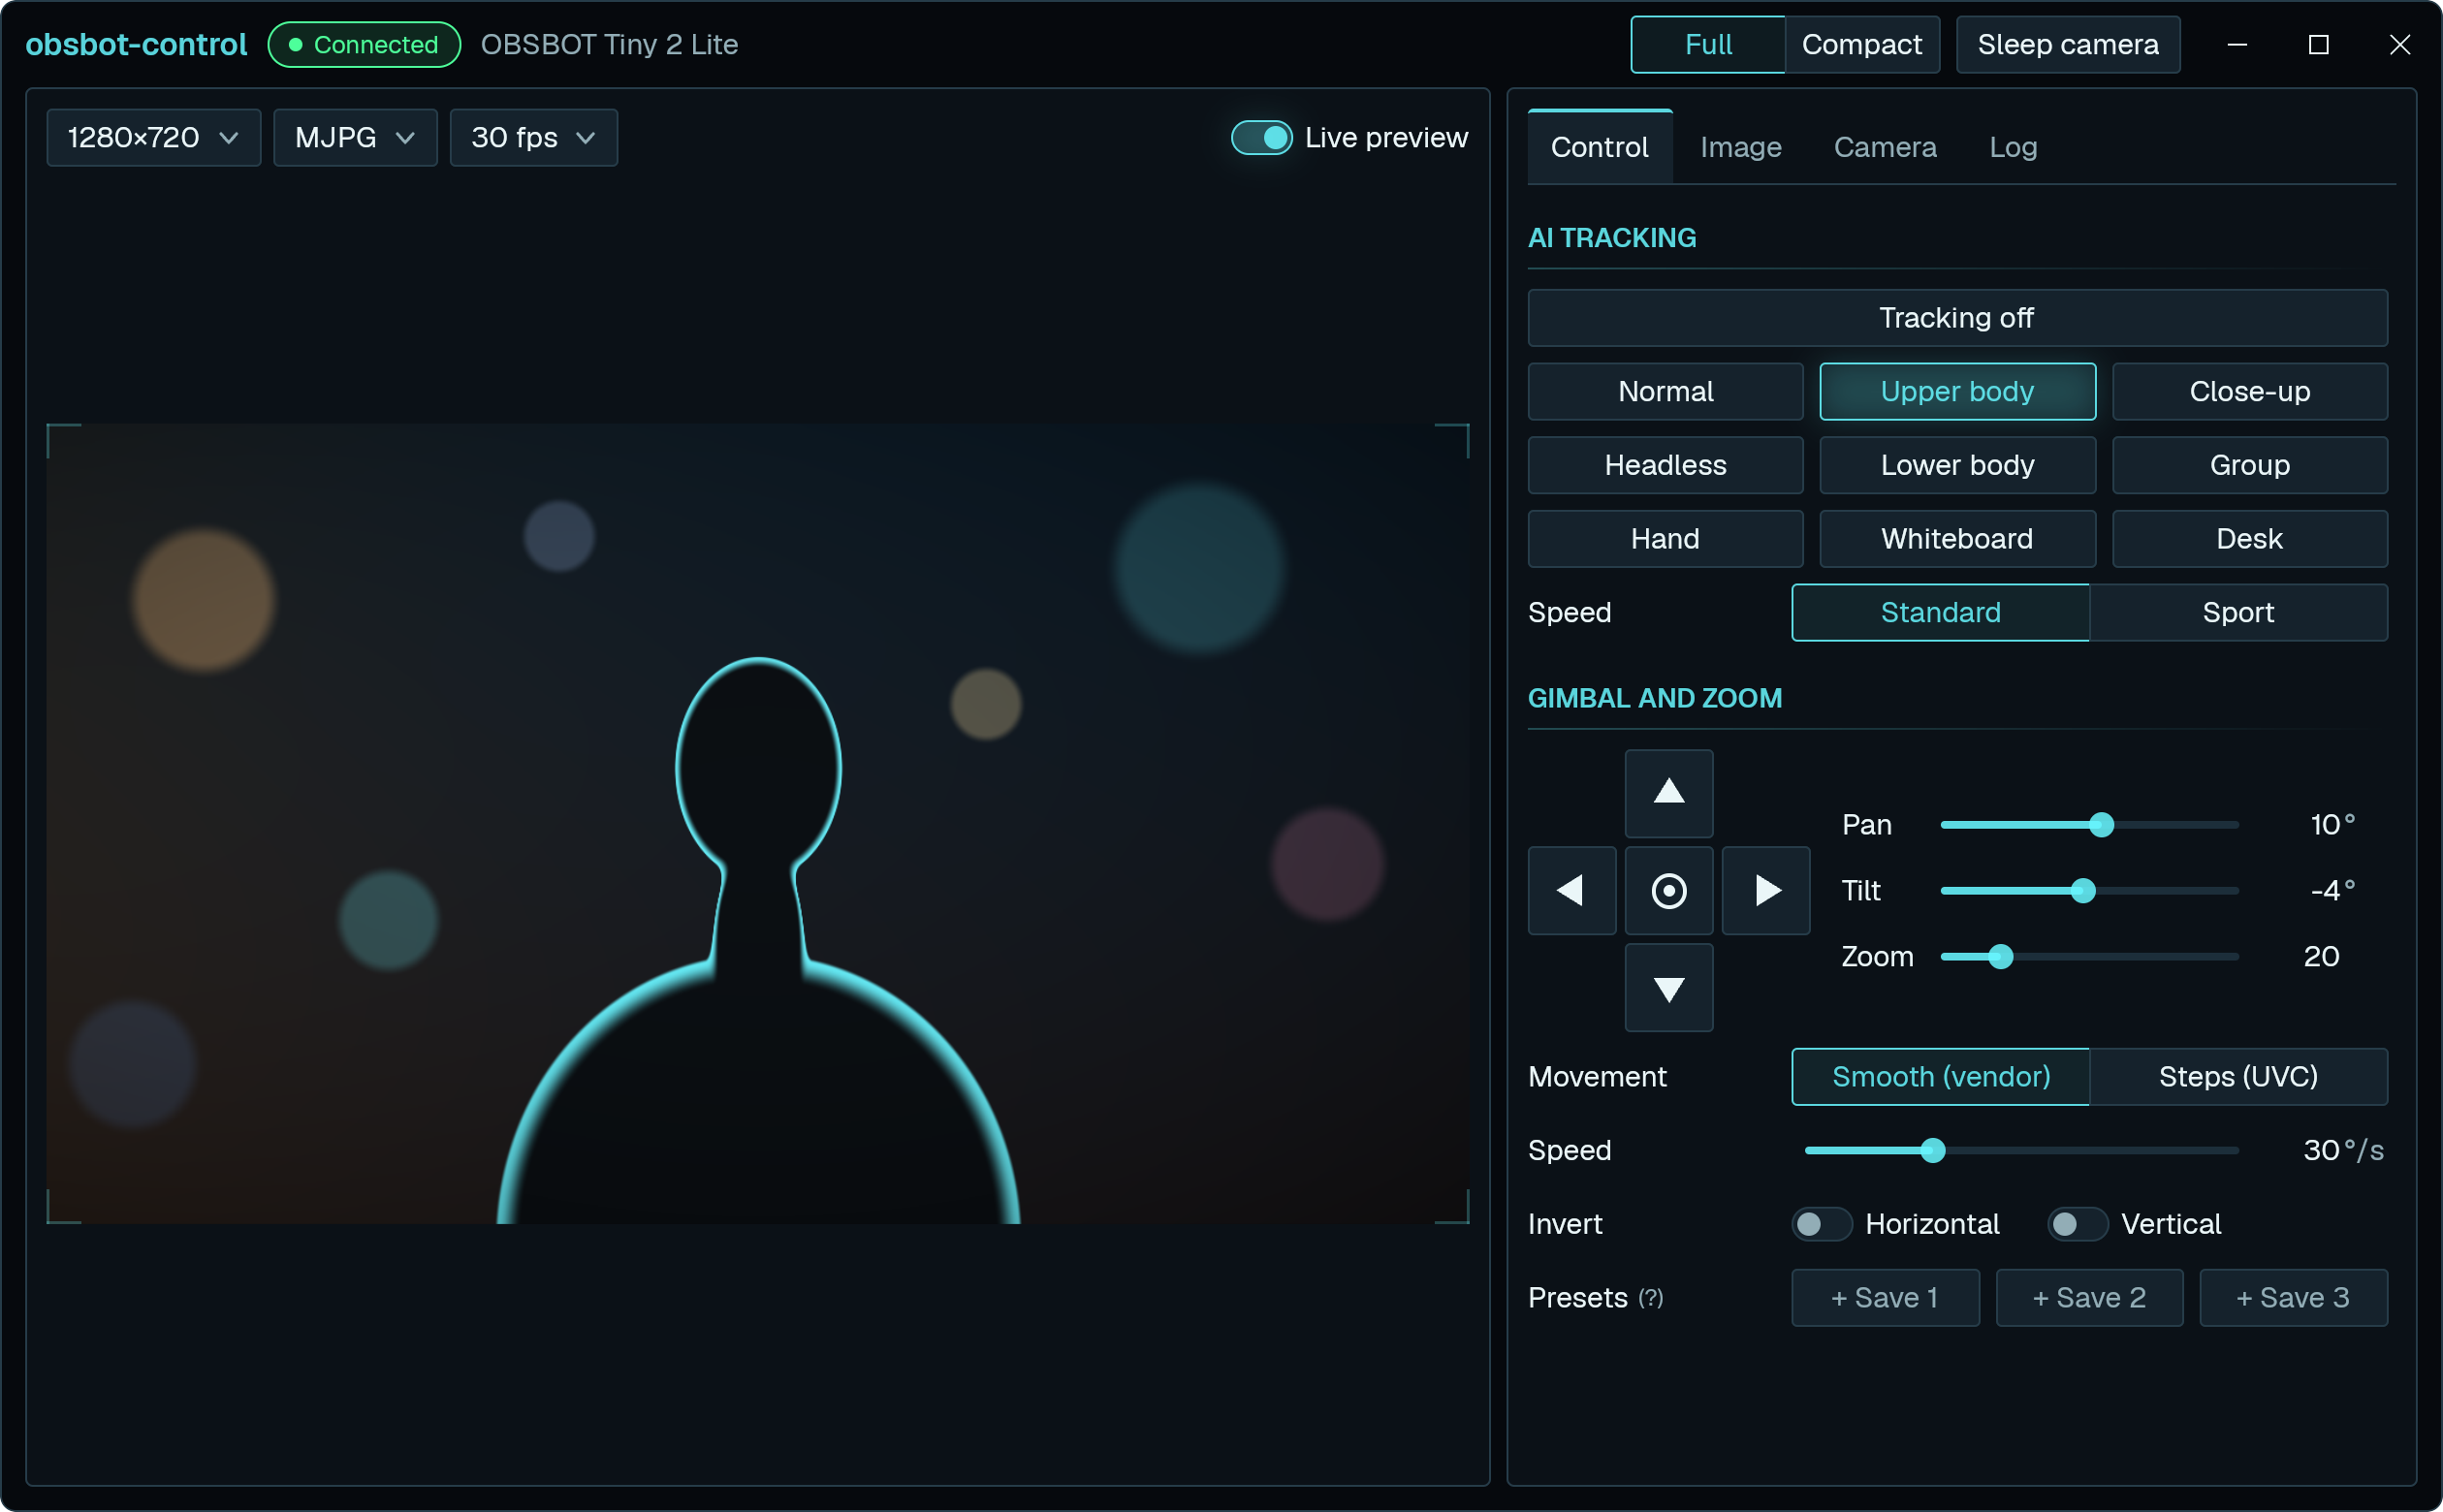 obsbot-control Connected OBSBOT Tiny 2 Lite Full Compact Sleep camera
1280×720 MJPG 30 fps Live preview
Control Image Camera Log
AI TRACKING
Tracking off
Normal Upper body Close-up
Headless Lower body Group
Hand Whiteboard Desk
Speed Standard Sport
GIMBAL AND ZOOM
Pan 10°
Tilt -4°
Zoom 20
Movement Smooth (vendor) Steps (UVC)
Speed 30°/s
Invert Horizontal Vertical
Presets (?) + Save 1 + Save 2 + Save 3